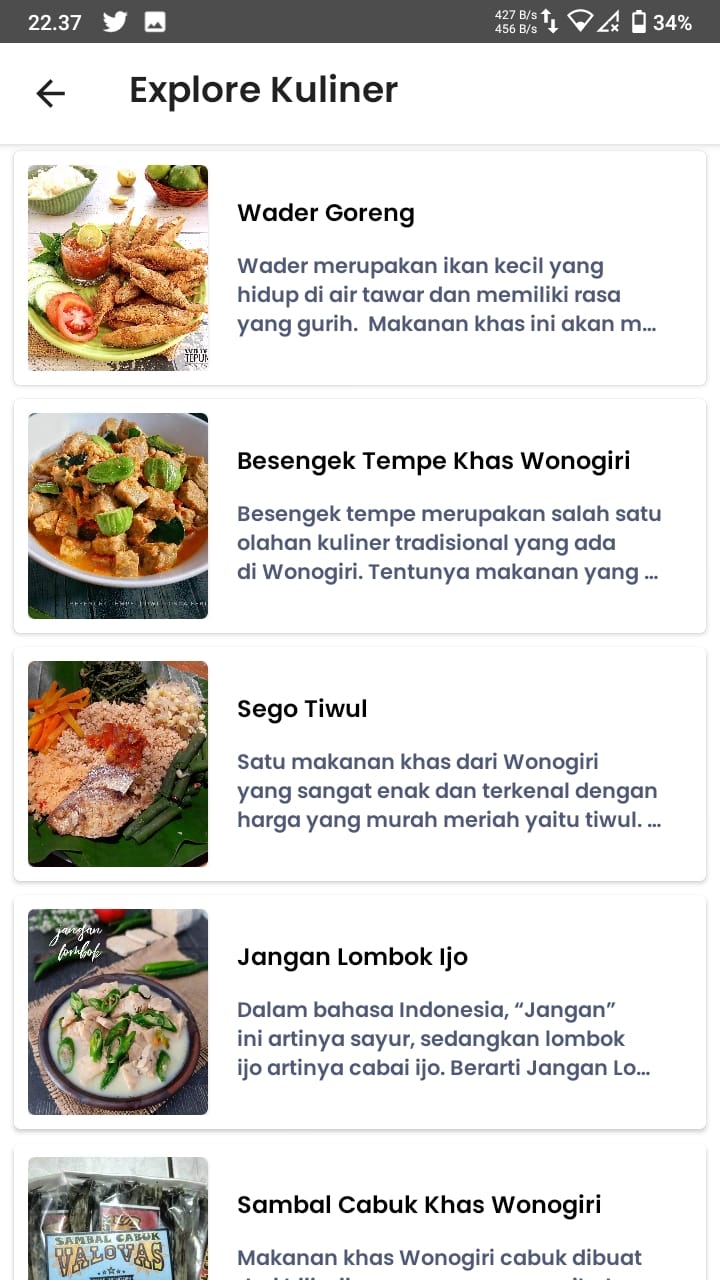 22.37
427 B/s
456 B/s
34%
Explore Kuliner
Wader Goreng
Wader merupakan ikan kecil yang
hidup di air tawar dan memiliki rasa
yang gurih.  Makanan khas ini akan m...
Besengek Tempe Khas Wonogiri
Besengek tempe merupakan salah satu
olahan kuliner tradisional yang ada
di Wonogiri. Tentunya makanan yang ...
Sego Tiwul
Satu makanan khas dari Wonogiri
yang sangat enak dan terkenal dengan
harga yang murah meriah yaitu tiwul. ...
jangan
lombok
Jangan Lombok Ijo
Dalam bahasa Indonesia, “Jangan”
ini artinya sayur, sedangkan lombok
ijo artinya cabai ijo. Berarti Jangan Lo...
SAMBAL CABUK
VALOVAS
Sambal Cabuk Khas Wonogiri
Makanan khas Wonogiri cabuk dibuat